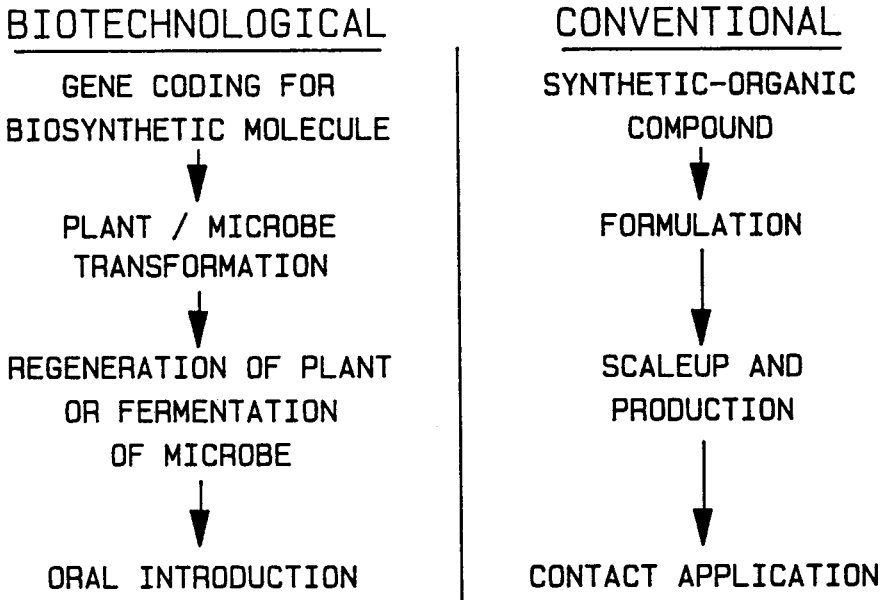 BIOTECHNOLOGICAL
GENE CODING FOR
BIOSYNTHETIC MOLECULE
PLANT / MICROBE
TRANSFORMATION
REGENERATION OF PLANT
OR FERMENTATION
OF MICROBE
ORAL INTRODUCTION
CONVENTIONAL
SYNTHETIC-ORGANIC
COMPOUND
FORMULATION
SCALEUP AND
PRODUCTION
CONTACT APPLICATION